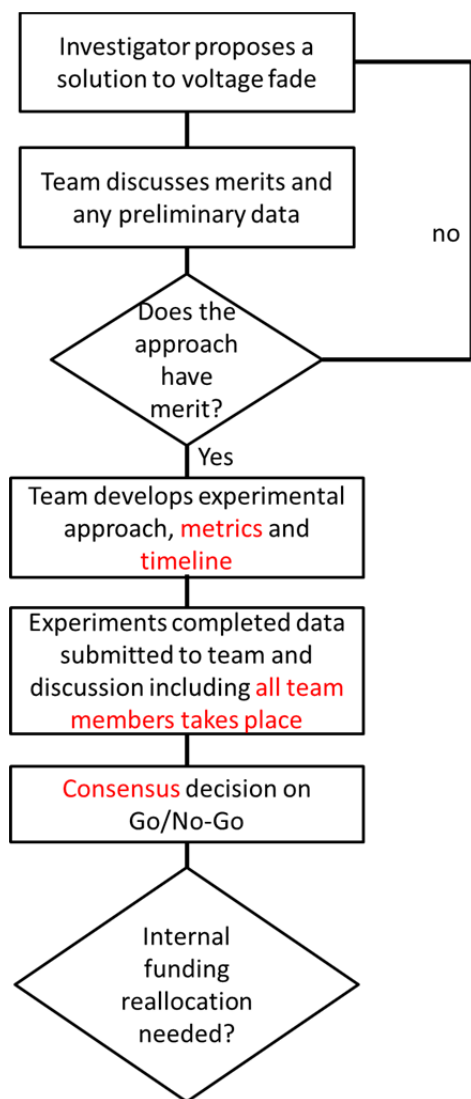 Investigator proposes a
solution to voltage fade
Team discusses merits and
any preliminary data
no
Does the
approach
have
merit?
Yes
Team develops experimental
approach, metrics and
timeline
Experiments completed data
submitted to team and
discussion including all team
members takes place
Consensus decision on
Go/No-Go
Internal
funding
reallocation
needed?